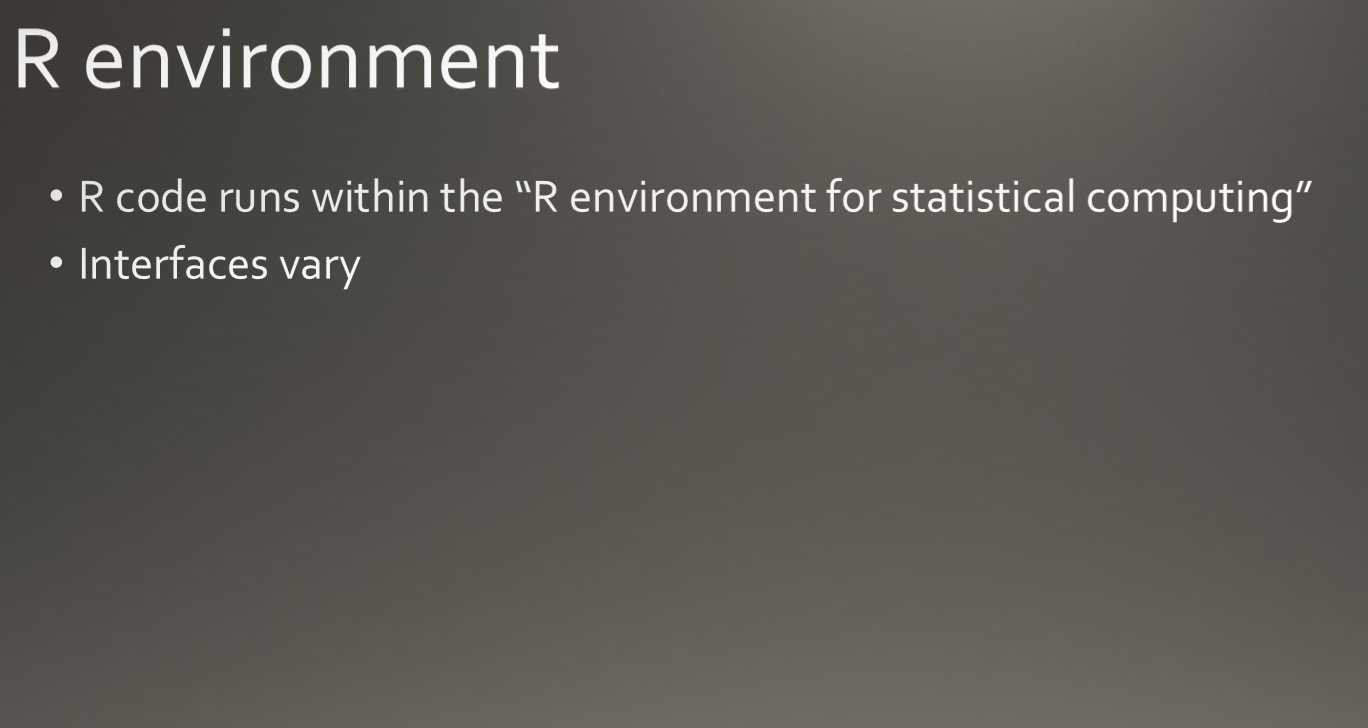 R environment
• R code runs within the “R environment for statistical computing”
• Interfaces vary